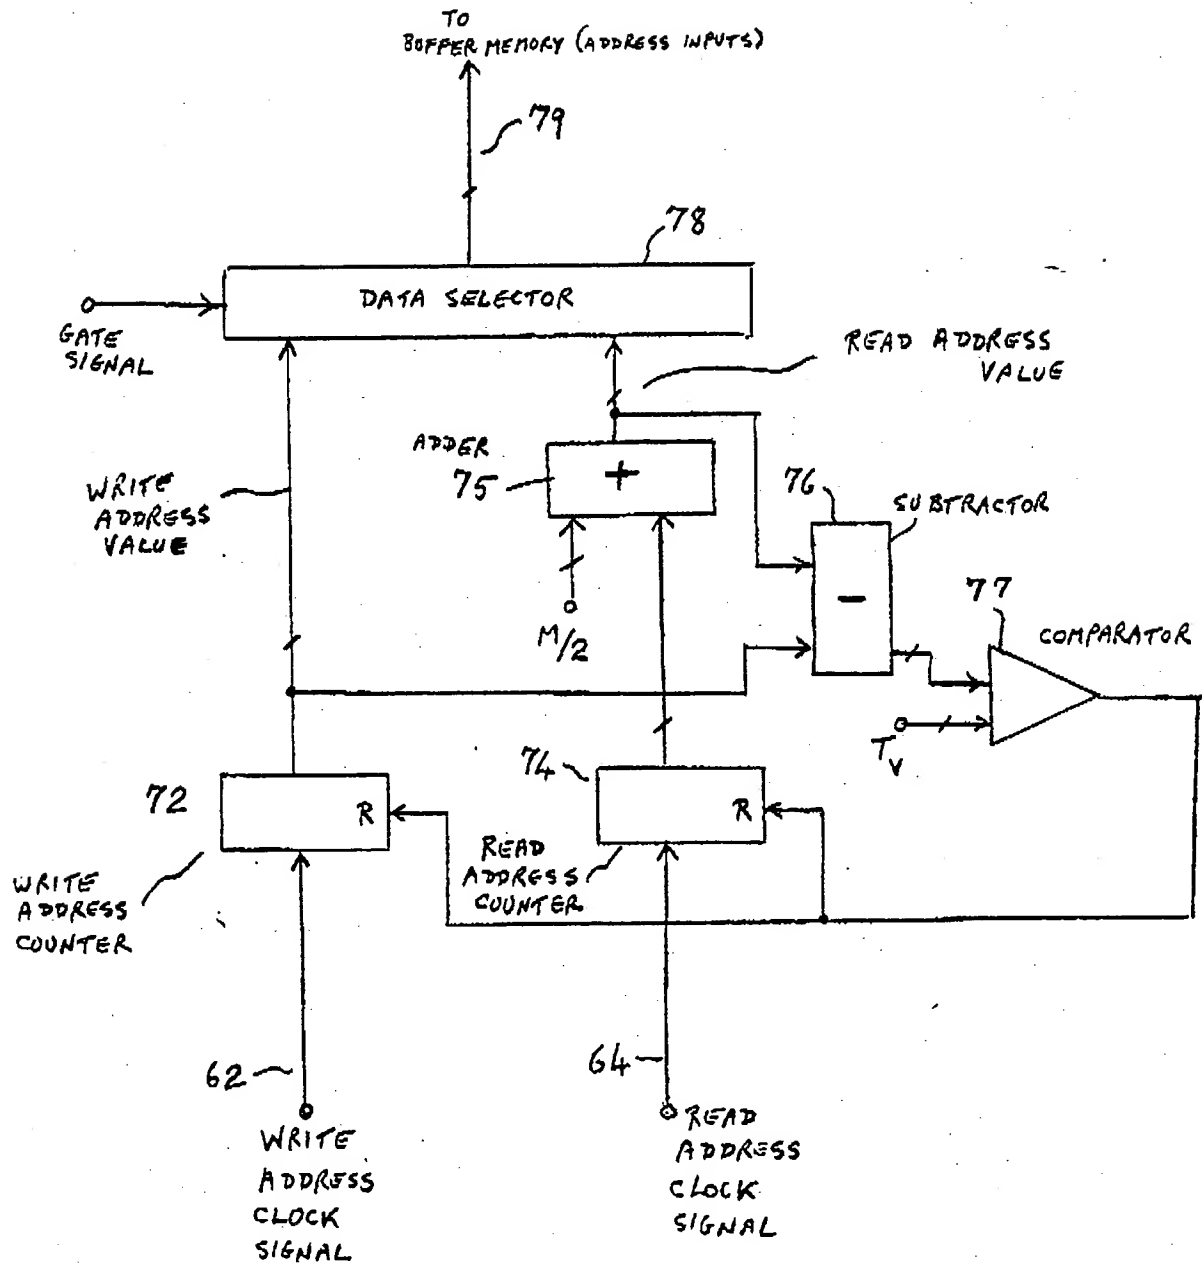 TO
BUFFER MEMORY (ADDRESS INPUTS)
79
78
DATA SELECTOR
GATE
SIGNAL
READ ADDRESS
VALUE
ADDER
75
+
WRITE
ADDRESS
VALUE
76
SUBTRACTOR
-
M/2
77
COMPARATOR
Tv
72
R
74
R
WRITE
ADDRESS
COUNTER
READ
ADDRESS
COUNTER
62
64
WRITE
ADDRESS
CLOCK
SIGNAL
READ
ADDRESS
CLOCK
SIGNAL